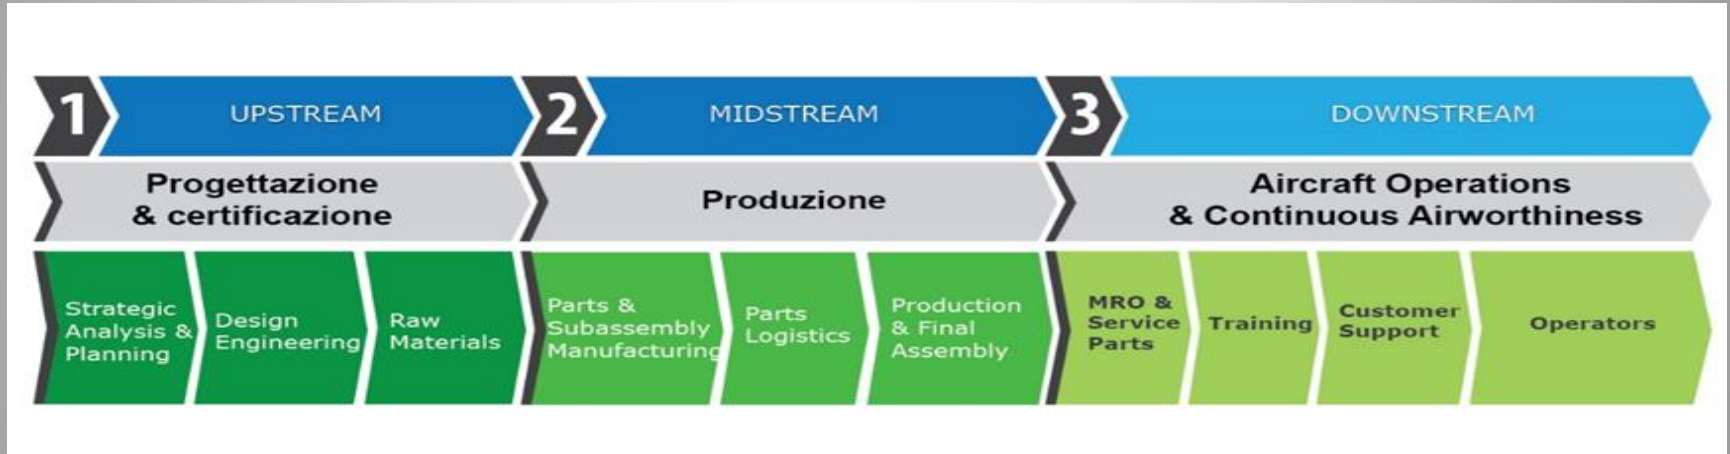 1
UPSTREAM
2
MIDSTREAM
3
DOWNSTREAM
Progettazione
& certificazione
Produzione
Aircraft Operations
& Continuous Airworthiness
Strategic
Analysis &
Planning
Design
Engineering
Raw
Materials
Parts &
Subassembly
Manufacturing
Parts
Logistics
Production
& Final
Assembly
MRO &
Service
Parts
Training
Customer
Support
Operators